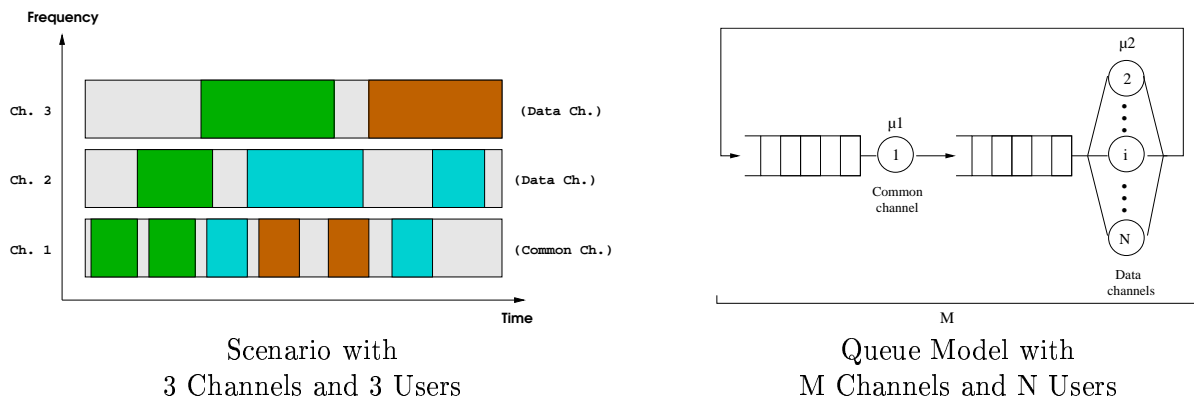 Frequency
Ch. 3
(Data Ch.)
Ch. 2
(Data Ch.)
Ch. 1
(Common Ch.)
Time
Scenario with
3 Channels and 3 Users
μ2
2
μ1
1
i
Common
channel
N
Data
channels
M
Queue Model with
M Channels and N Users